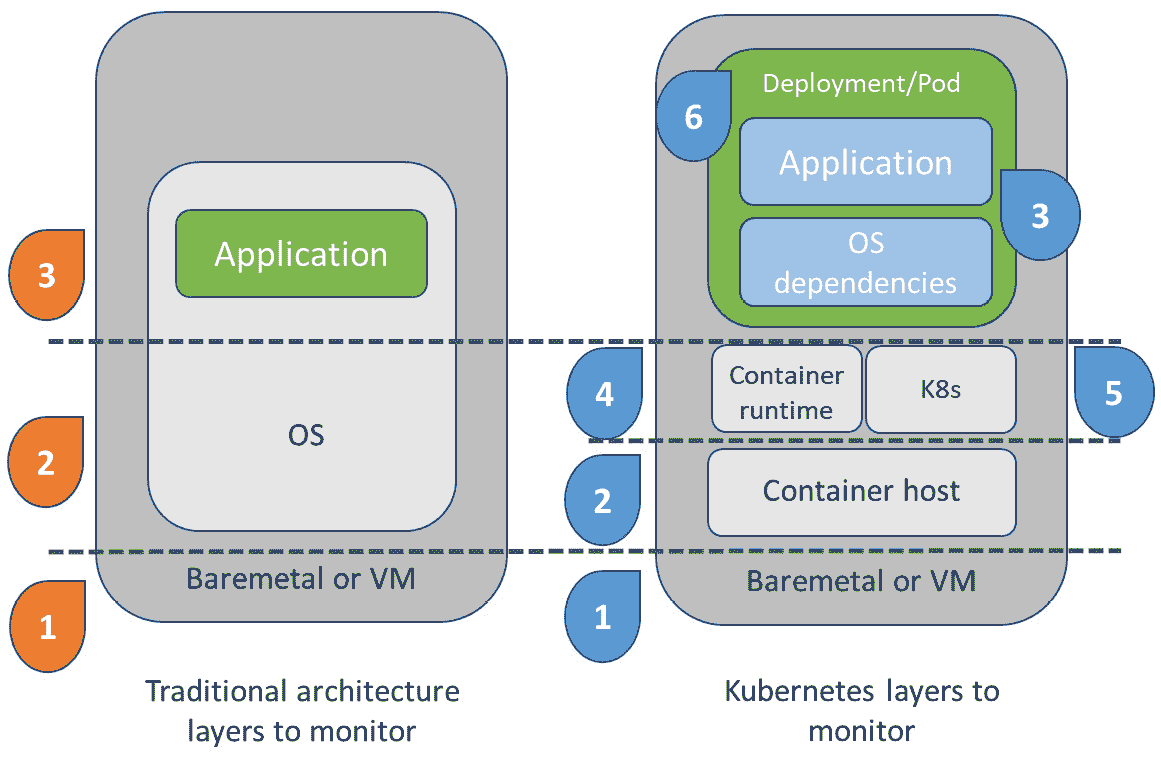 3
2
1
Application
OS
Baremetal or VM
Traditional architecture
layers to monitor
6
Deployment/Pod
Application
3
OS
dependencies
4
Container
runtime
K8s
5
2
Container host
1
Baremetal or VM
Kubernetes layers to
monitor